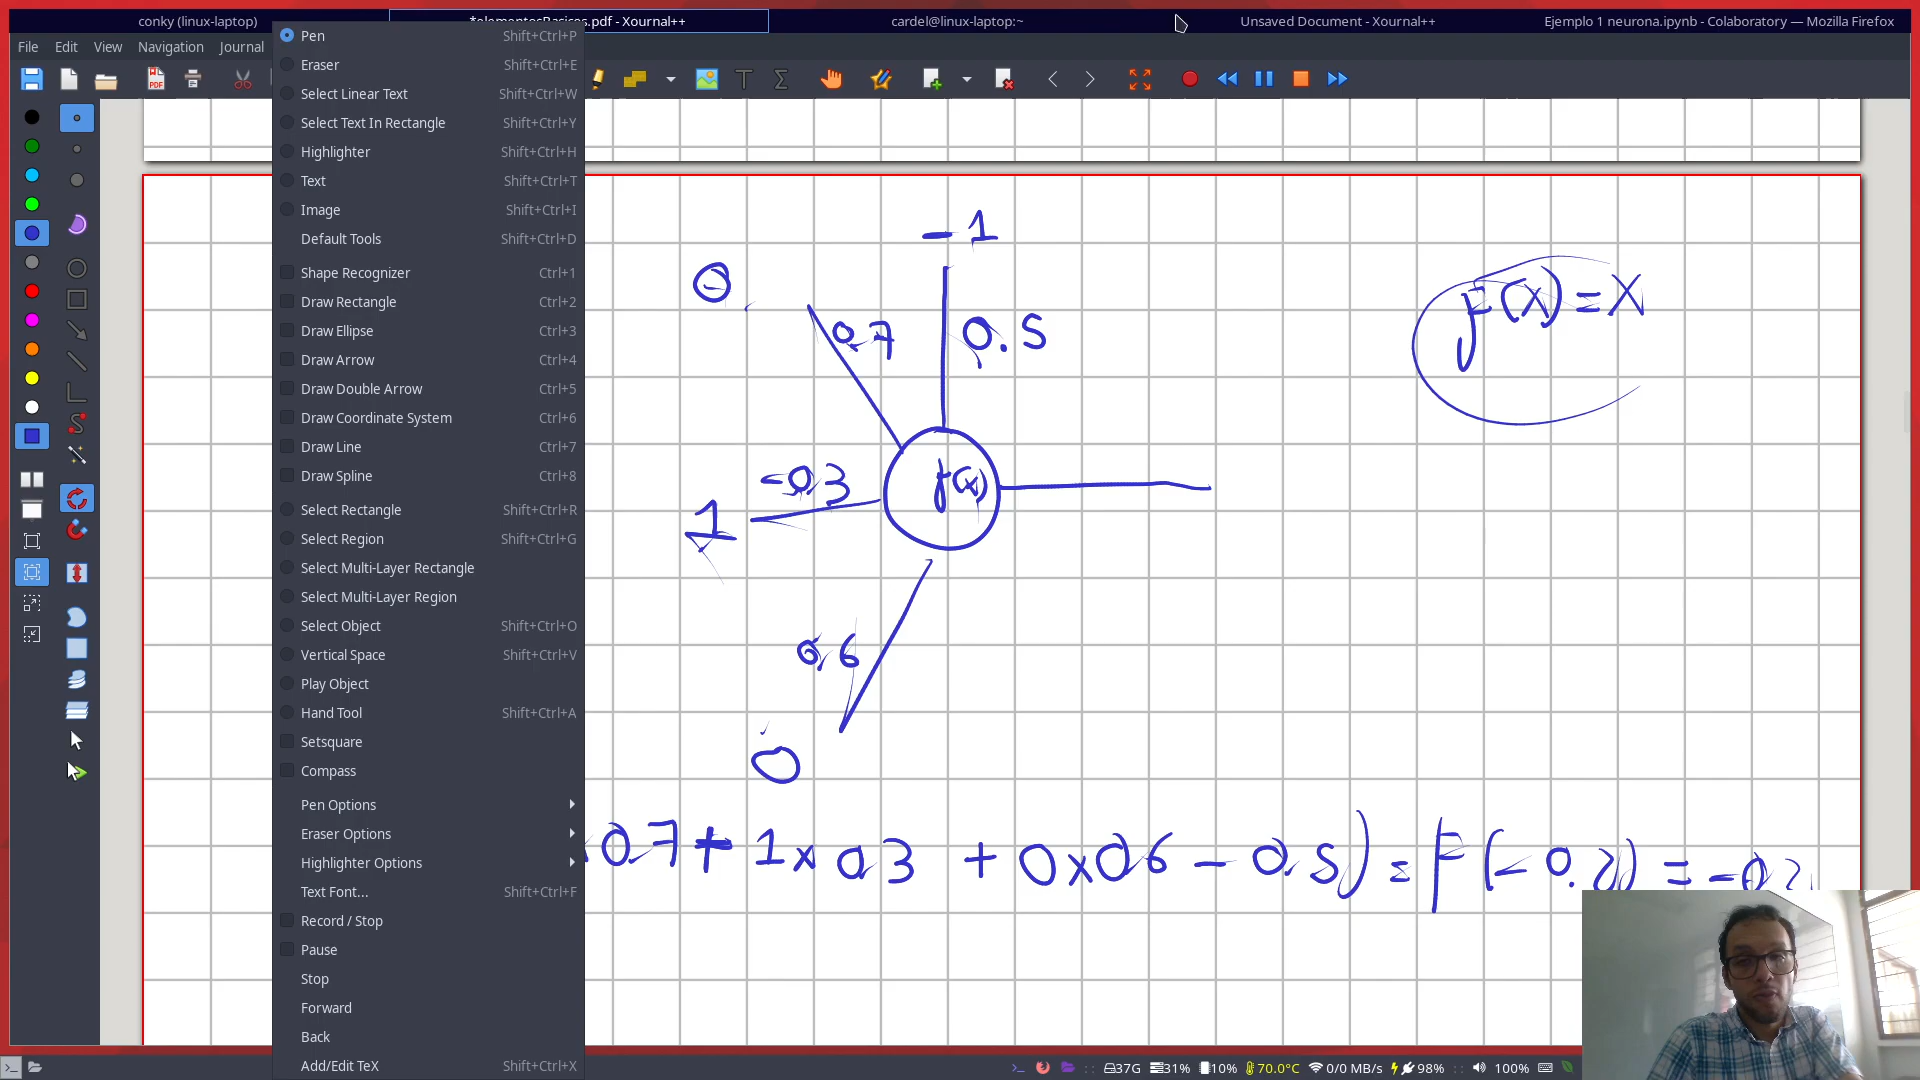 conky (linux-laptop)
*elementosBasicos.pdf - Xournal++
cardel@linux-laptop:~
Unsaved Document - Xournal++
Ejemplo 1 neurona.ipynb - Colaboratory — Mozilla Firefox
File Edit View Navigation Journal
Pen Shift+Ctrl+P
Eraser Shift+Ctrl+E
Select Linear Text Shift+Ctrl+W
Select Text In Rectangle Shift+Ctrl+Y
Highlighter Shift+Ctrl+H
Text Shift+Ctrl+T
Image Shift+Ctrl+I
Default Tools Shift+Ctrl+D
Shape Recognizer Ctrl+1
Draw Rectangle Ctrl+2
Draw Ellipse Ctrl+3
Draw Arrow Ctrl+4
Draw Double Arrow Ctrl+5
Draw Coordinate System Ctrl+6
Draw Line Ctrl+7
Draw Spline Ctrl+8
Select Rectangle Shift+Ctrl+R
Select Region Shift+Ctrl+G
Select Multi-Layer Rectangle
Select Multi-Layer Region
Select Object Shift+Ctrl+O
Vertical Space Shift+Ctrl+V
Play Object
Hand Tool Shift+Ctrl+A
Setsquare
Compass
Pen Options
Eraser Options
Highlighter Options
Text Font... Shift+Ctrl+F
Record / Stop
Pause
Stop
Forward
Back
Add/Edit TeX Shift+Ctrl+X
PDF
T Σ
-1
0.7
0.5
f(x)=X
-0.3
f(x)
1
0.6
0
0.7 + 1x 0.3 + 0x0.6 - 0.5) = F(-0.2) = -0.2
37G 31% 10% 70.0°C 0/0 MB/s 98% 100%